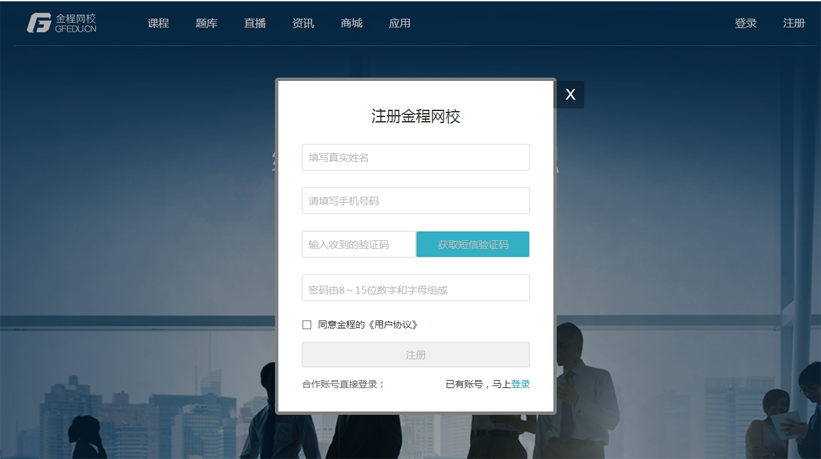 金程网校
GFEDU.CN
课程 题库 直播 资讯 商城 应用 登录 注册
X
注册金程网校
填写真实姓名
请填写手机号码
输入收到的验证码 获取短信验证码
密码由8～15位数字和字母组成
同意金程的《用户协议》
注册
合作账号直接登录： 已有账号，马上登录